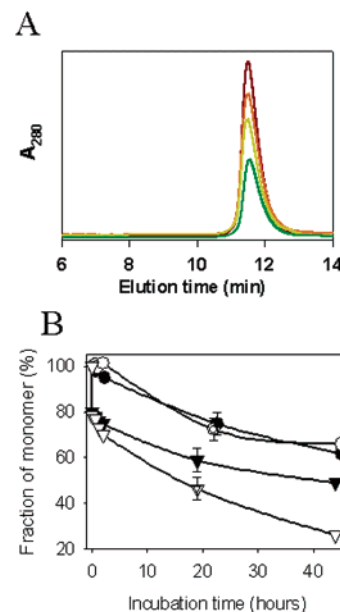 A
A280
6 8 10 12 14
Elution time (min)
B
Fraction of monomer (%)
100
80
60
40
20
0 10 20 30 40
Incubation time (hours)